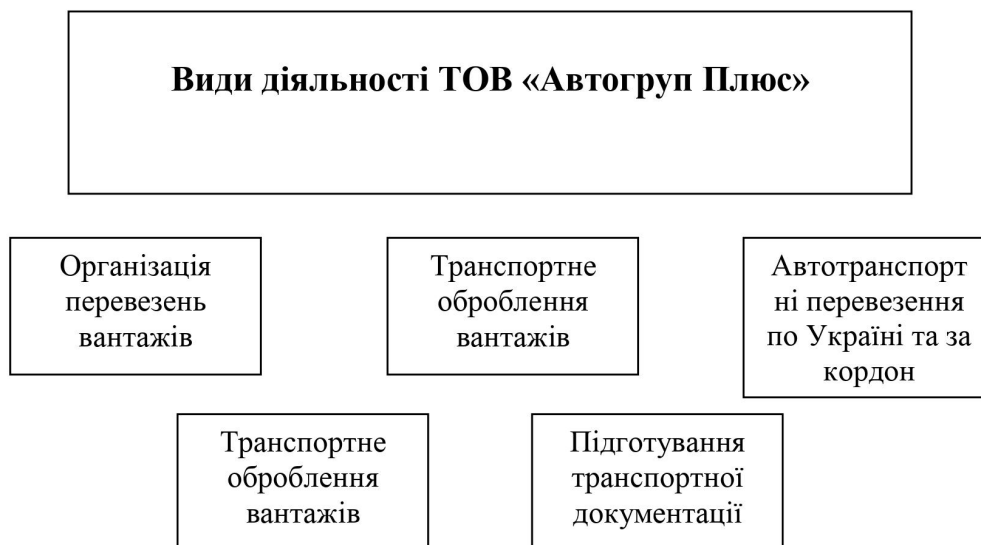 Види діяльності ТОВ «Автогруп Плюс»
Організація
перевезень
вантажів
Транспортне
оброблення
вантажів
Автотранспорт
ні перевезення
по Україні та за
кордон
Транспортне
оброблення
вантажів
Підготування
транспортної
документації